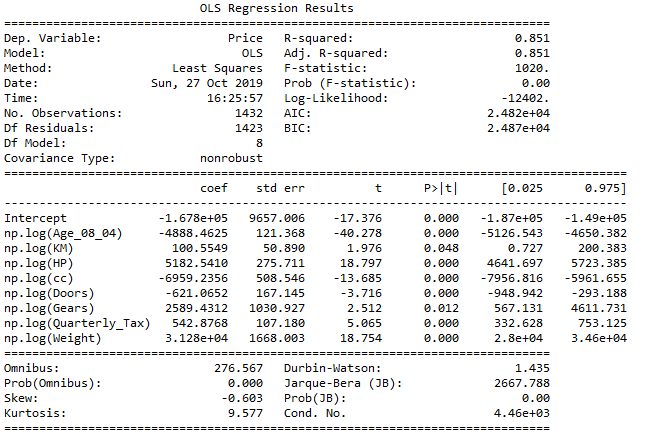 OLS Regression Results
==============================================================================
Dep. Variable: Price R-squared: 0.851
Model: OLS Adj. R-squared: 0.851
Method: Least Squares F-statistic: 1020.
Date: Sun, 27 Oct 2019 Prob (F-statistic): 0.00
Time: 16:25:57 Log-Likelihood: -12402.
No. Observations: 1432 AIC: 2.482e+04
Df Residuals: 1423 BIC: 2.487e+04
Df Model: 8
Covariance Type: nonrobust
=========================================================================================
coef std err t P>|t| [0.025 0.975]
-----------------------------------------------------------------------------------------
Intercept -1.678e+05 9657.006 -17.376 0.000 -1.87e+05 -1.49e+05
np.log(Age_08_04) -4888.4625 121.368 -40.278 0.000 -5126.543 -4650.382
np.log(KM) 100.5549 50.890 1.976 0.048 0.727 200.383
np.log(HP) 5182.5410 275.711 18.797 0.000 4641.697 5723.385
np.log(cc) -6959.2356 508.546 -13.685 0.000 -7956.816 -5961.655
np.log(Doors) -621.0652 167.145 -3.716 0.000 -948.942 -293.188
np.log(Gears) 2589.4312 1030.927 2.512 0.012 567.131 4611.731
np.log(Quarterly_Tax) 542.8768 107.180 5.065 0.000 332.628 753.125
np.log(Weight) 3.128e+04 1668.003 18.754 0.000 2.8e+04 3.46e+04
==============================================================================
Omnibus: 276.567 Durbin-Watson: 1.435
Prob(Omnibus): 0.000 Jarque-Bera (JB): 2667.788
Skew: -0.603 Prob(JB): 0.00
Kurtosis: 9.577 Cond. No. 4.46e+03
==============================================================================